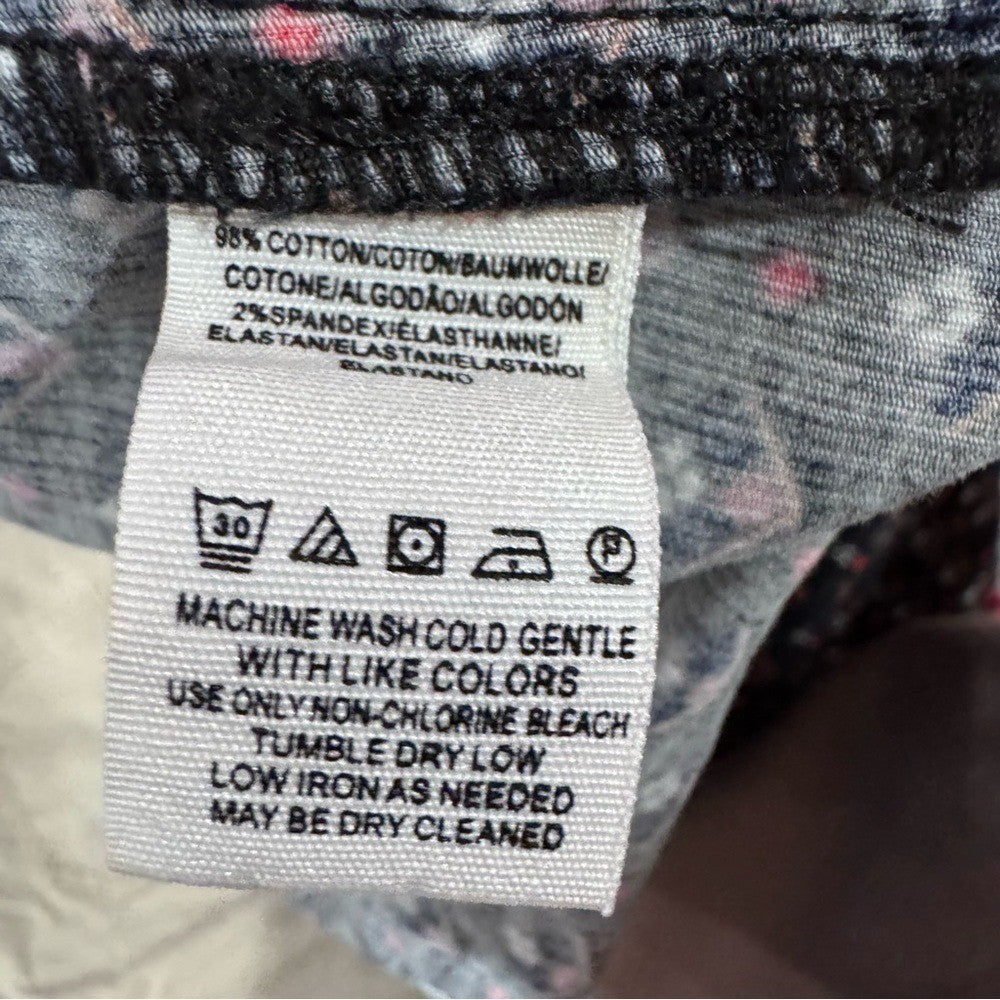 98% COTTON/COTON/BAUMWOLLE/
COTONE/ALGODÃO/ALGODÓN
2%SPANDEX/ÉLASTHANNE/
ELASTAN/ELASTAN/ELASTANO/
ELASTANO
30
P
MACHINE WASH COLD GENTLE
WITH LIKE COLORS
USE ONLY NON-CHLORINE BLEACH
TUMBLE DRY LOW
LOW IRON AS NEEDED
MAY BE DRY CLEANED